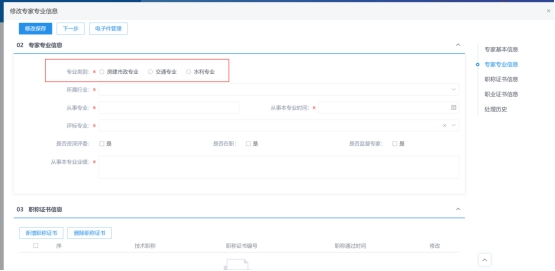 修改专家专业信息
修改保存 下一步 电子件管理
02 专家专业信息
专业类别: * 房建市政专业 交通专业 水利专业
所属行业: *
从事专业: * 从事本专业时间: *
评标专业: *
是否资深评委: 是 是否在职: 是 是否监督专家: 是
从事本专业业绩: *
03 职称证书信息
新增职称证书 删除职称证书
序 技术职称 职称证书编号 职称通过时间 修改
专家基本信息
专家专业信息
职称证书信息
职业证书信息
处理历史